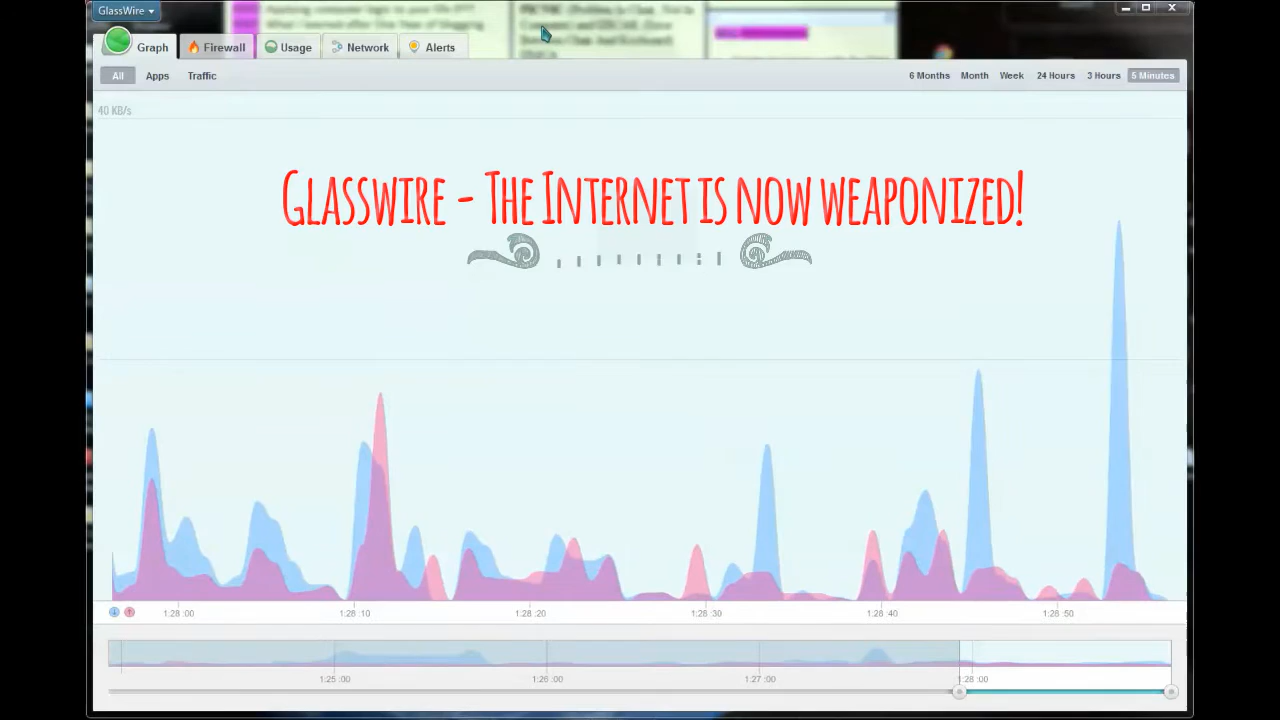 GlassWire
Graph Firewall Usage Network Alerts
All Apps Traffic 6 Months Month Week 24 Hours 3 Hours 5 Minutes
40 KB/s
Glasswire - The Internet is now weaponized!
1:28:00 1:28:10 1:28:20 1:28:30 1:28:40 1:28:50
1:25:00 1:26:00 1:27:00 1:28:00